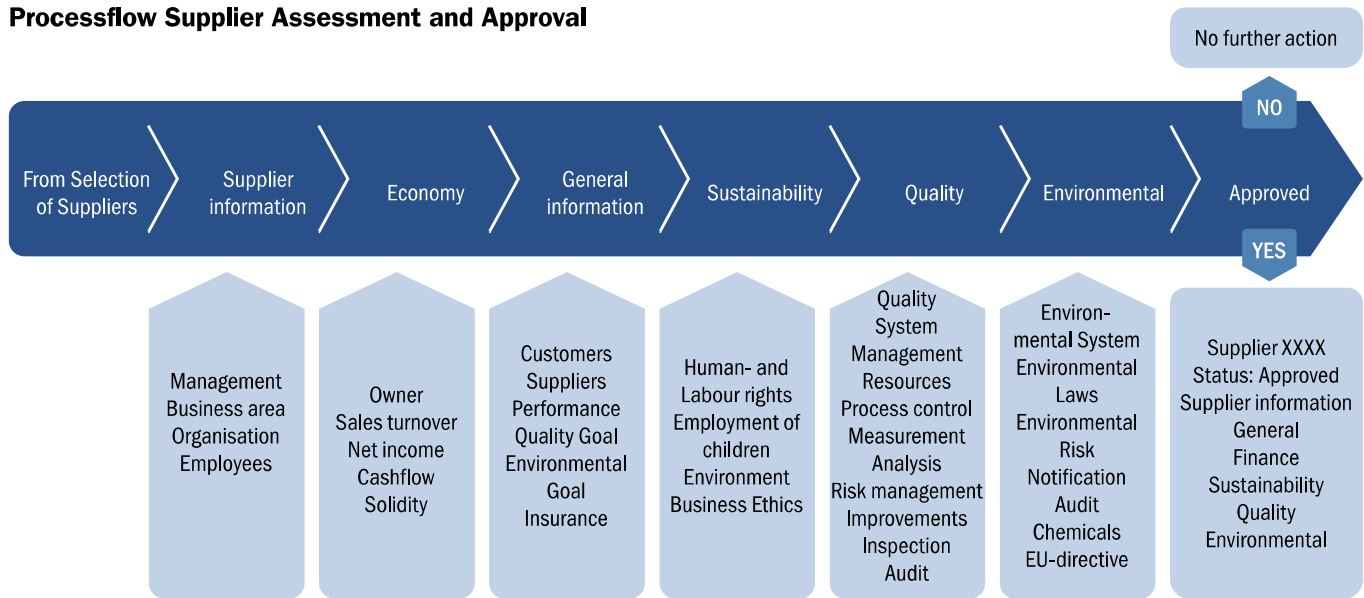 Processflow Supplier Assessment and Approval
No further action
NO
From Selection
of Suppliers
Supplier
information
Economy
General
information
Sustainability
Quality
Environmental
Approved
YES
Management
Business area
Organisation
Employees
Owner
Sales turnover
Net income
Cashflow
Solidity
Customers
Suppliers
Performance
Quality Goal
Environmental
Goal
Insurance
Human- and
Labour rights
Employment of
children
Environment
Business Ethics
Quality
System
Management
Resources
Process control
Measurement
Analysis
Risk management
Improvements
Inspection
Audit
Environ-
mental System
Environmental
Laws
Environmental
Risk
Notification
Audit
Chemicals
EU-directive
Supplier XXXX
Status: Approved
Supplier information
General
Finance
Sustainability
Quality
Environmental